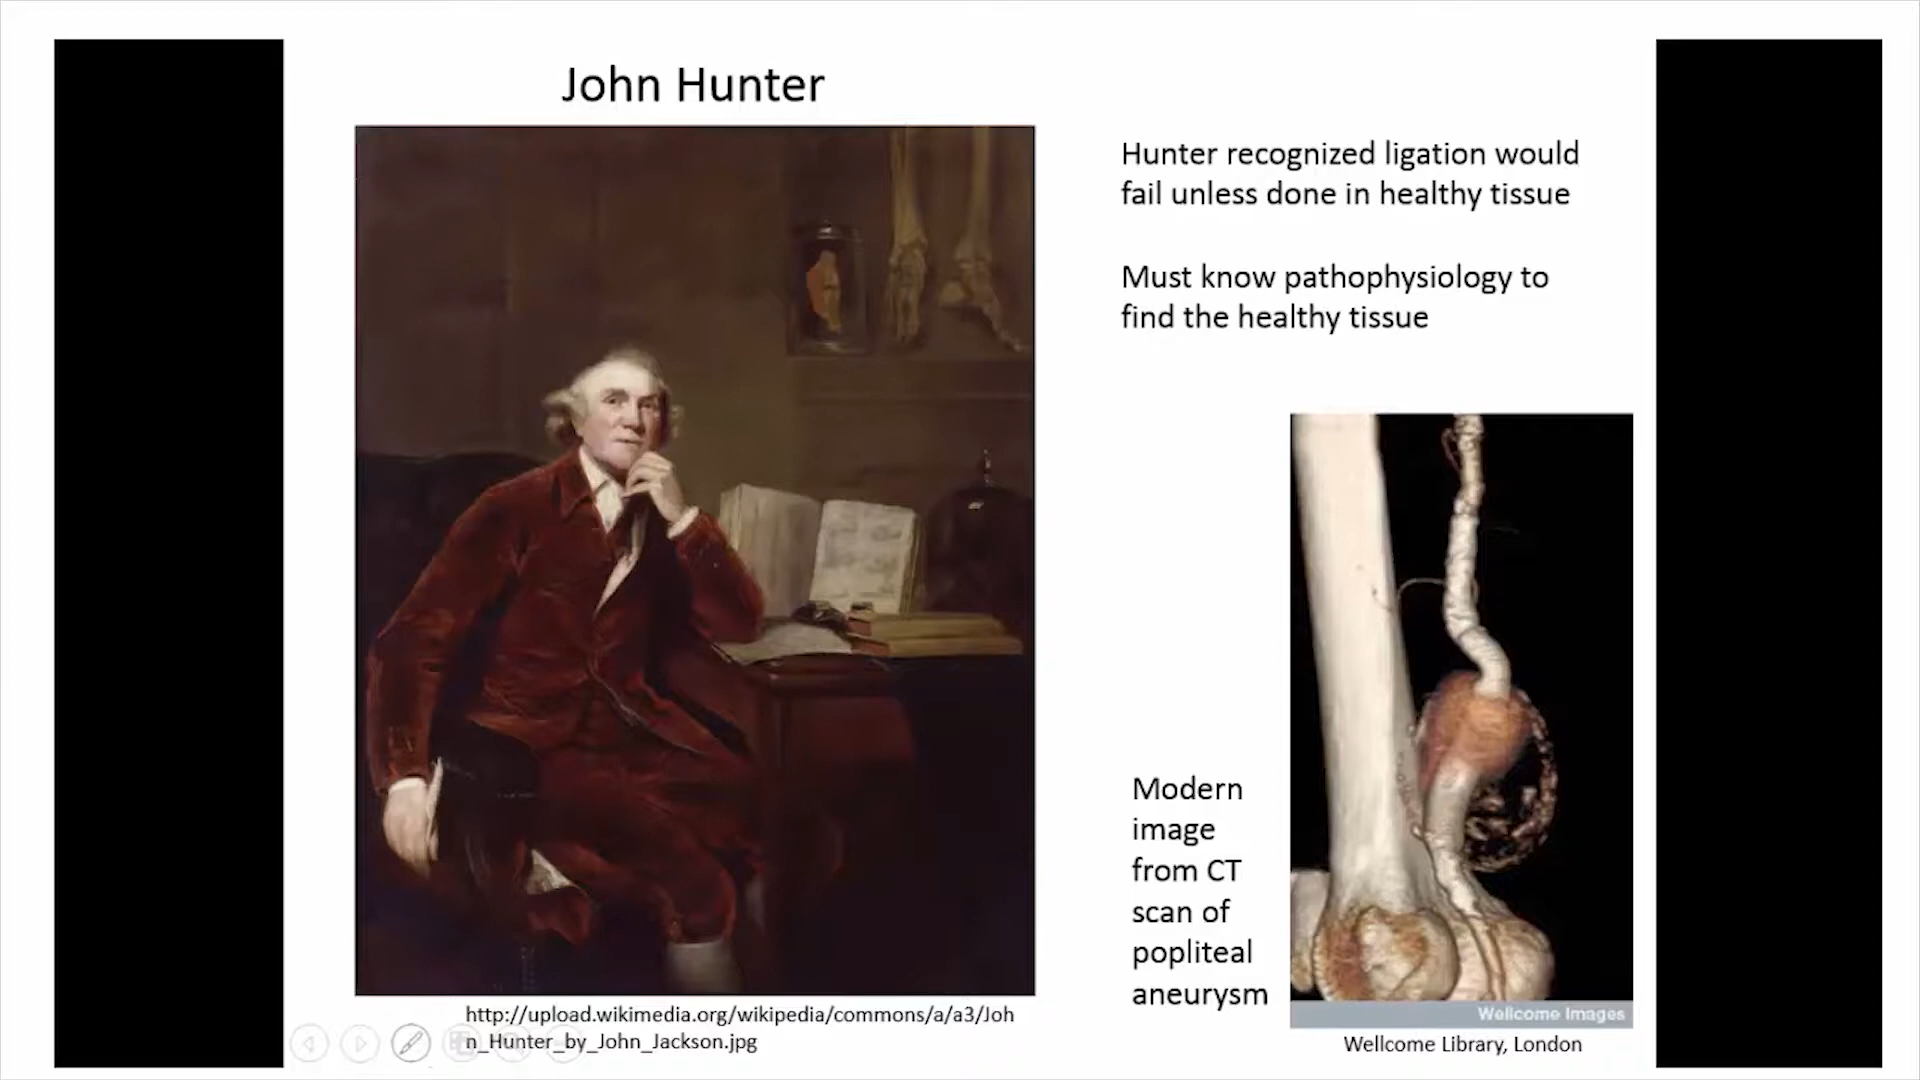 John Hunter
Hunter recognized ligation would
fail unless done in healthy tissue
Must know pathophysiology to
find the healthy tissue
Modern
image
from CT
scan of
popliteal
aneurysm
Wellcome Images
Wellcome Library, London
http://upload.wikimedia.org/wikipedia/commons/a/a3/Joh
n_Hunter_by_John_Jackson.jpg